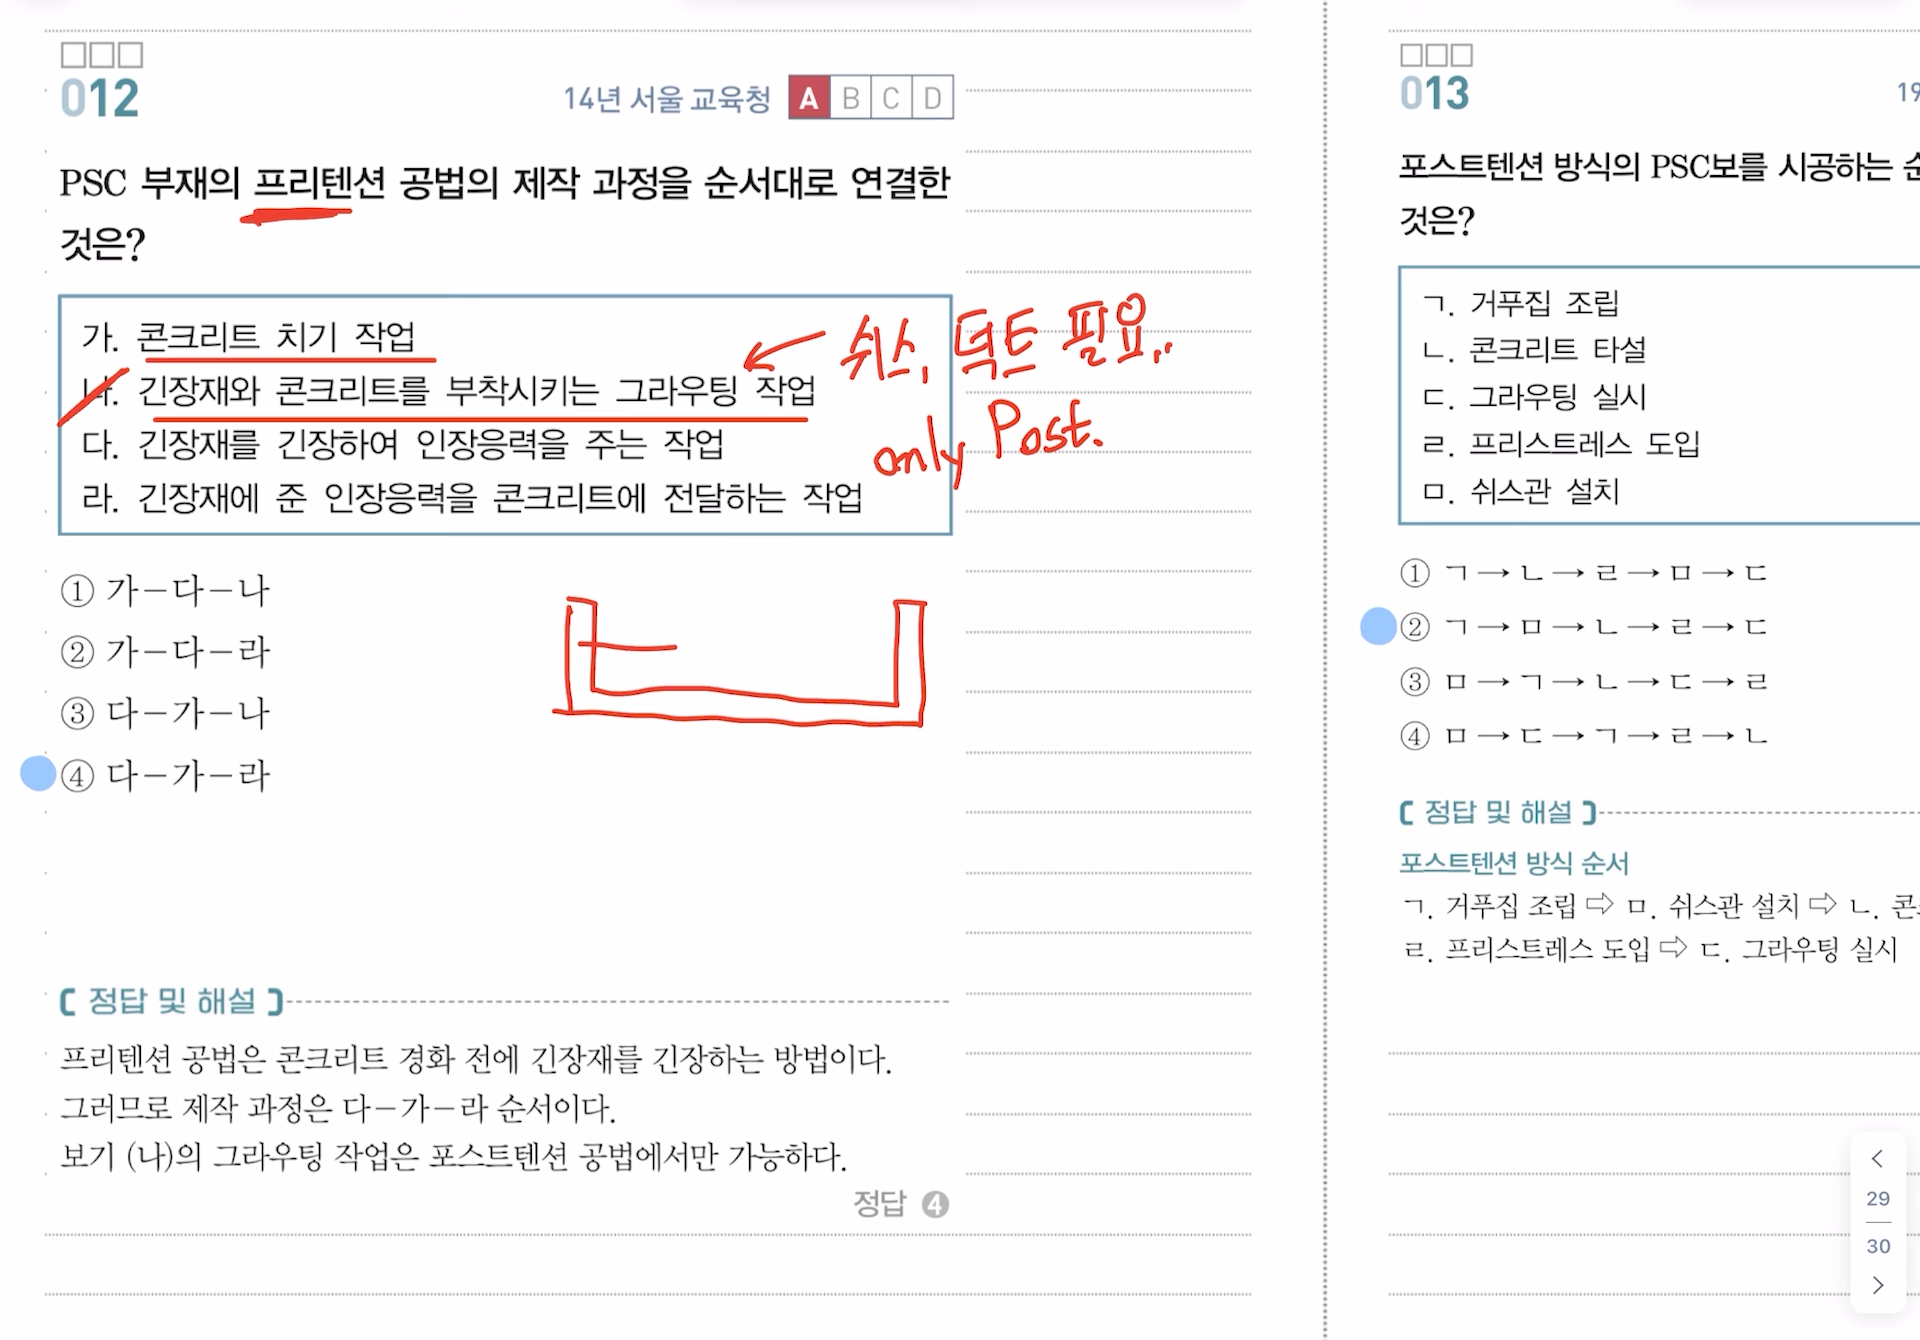 012
14년 서울 교육청 A B C D
PSC 부재의 프리텐션 공법의 제작 과정을 순서대로 연결한
것은?
가. 콘크리트 치기 작업
나. 긴장재와 콘크리트를 부착시키는 그라우팅 작업
다. 긴장재를 긴장하여 인장응력을 주는 작업
라. 긴장재에 준 인장응력을 콘크리트에 전달하는 작업
쉬스, 덕트 필요..
only Post.
① 가-다-나
② 가-다-라
③ 다-가-나
④ 다-가-라
정답 및 해설
프리텐션 공법은 콘크리트 경화 전에 긴장재를 긴장하는 방법이다.
그러므로 제작 과정은 다-가-라 순서이다.
보기 (나)의 그라우팅 작업은 포스트텐션 공법에서만 가능하다.
정답 ④
013
19
포스트텐션 방식의 PSC보를 시공하는 순
것은?
ㄱ. 거푸집 조립
ㄴ. 콘크리트 타설
ㄷ. 그라우팅 실시
ㄹ. 프리스트레스 도입
ㅁ. 쉬스관 설치
① ㄱ → ㄴ → ㄹ → ㅁ → ㄷ
② ㄱ → ㅁ → ㄴ → ㄹ → ㄷ
③ ㅁ → ㄱ → ㄴ → ㄷ → ㄹ
④ ㅁ → ㄷ → ㄱ → ㄹ → ㄴ
정답 및 해설
포스트텐션 방식 순서
ㄱ. 거푸집 조립 ⇨ ㅁ. 쉬스관 설치 ⇨ ㄴ. 콘
ㄹ. 프리스트레스 도입 ⇨ ㄷ. 그라우팅 실시
29
30